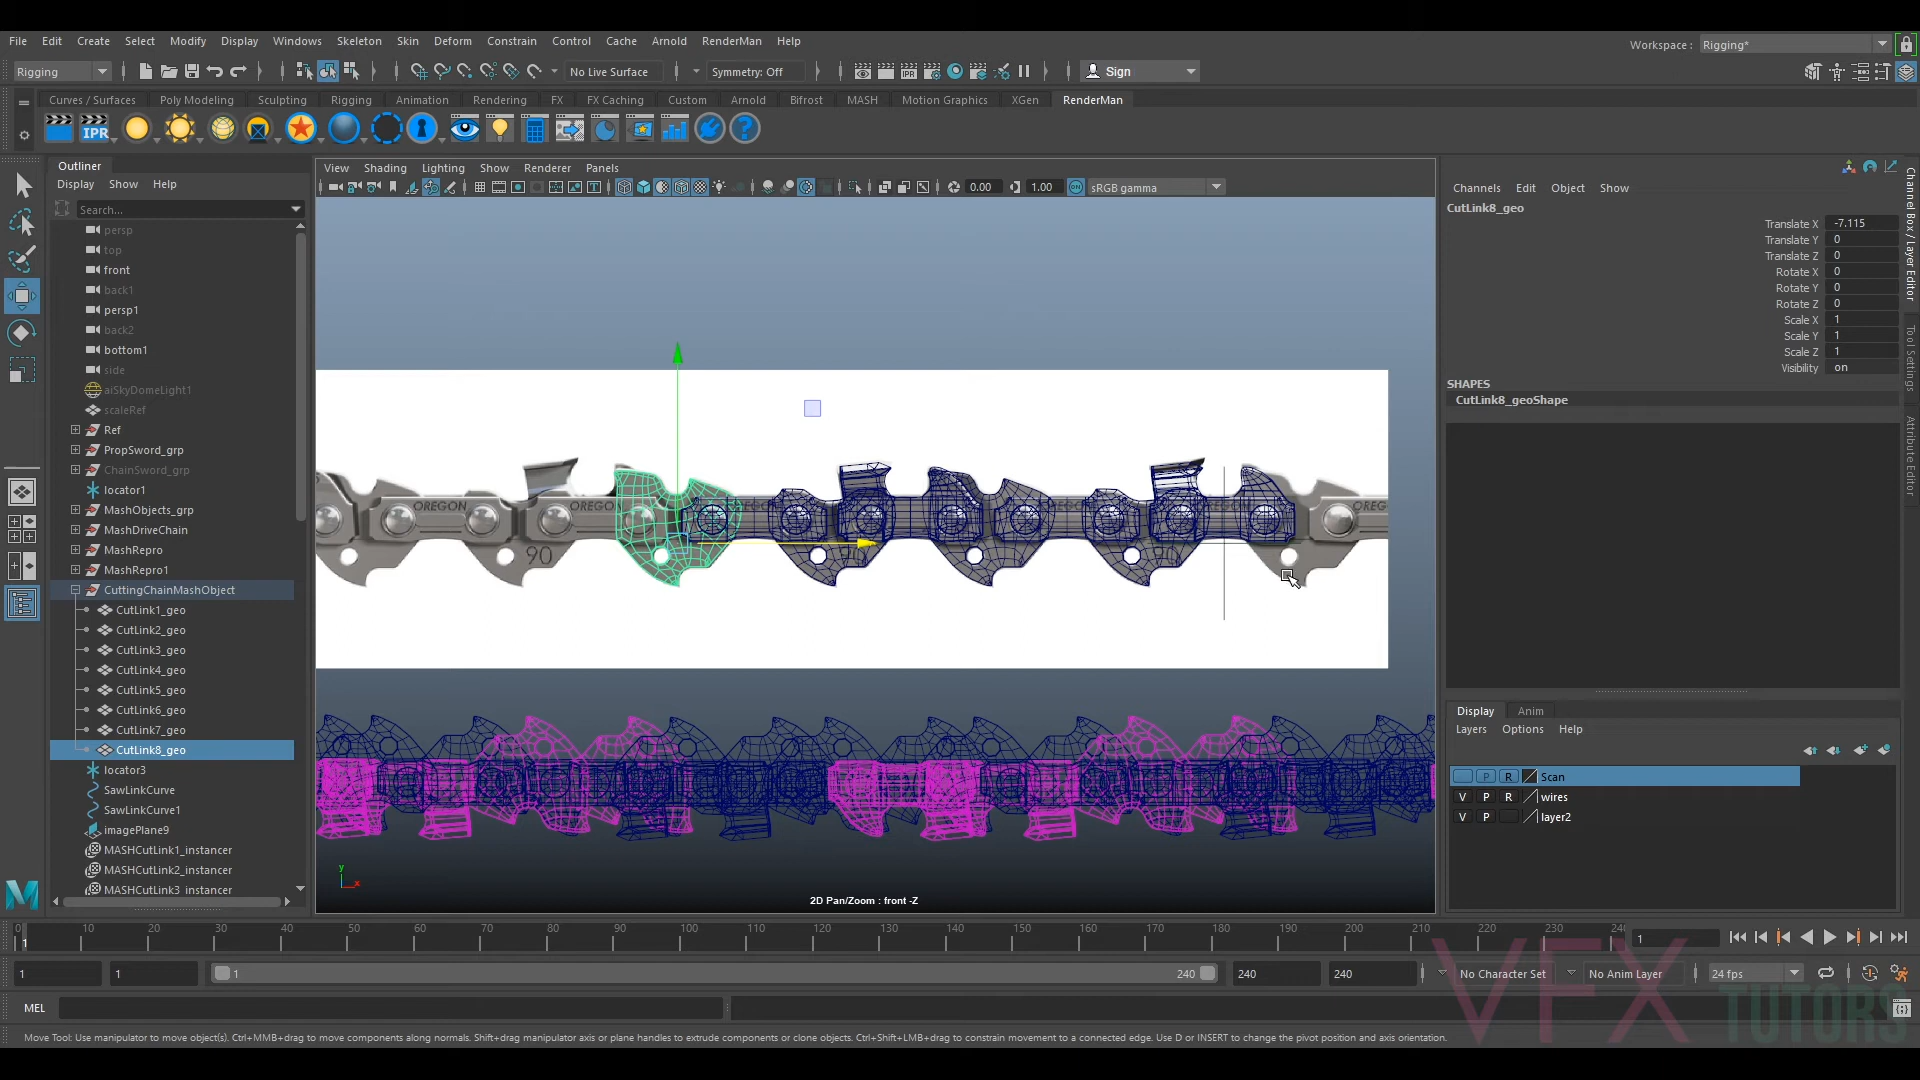 File Edit Create Select Modify Display Windows Skeleton Skin Deform Constrain Control Cache Arnold RenderMan Help
Workspace : Rigging*
Rigging No Live Surface Symmetry: Off Sign
Curves / Surfaces Poly Modeling Sculpting Rigging Animation Rendering FX FX Caching Custom Arnold Bifrost MASH Motion Graphics XGen RenderMan
IPR
Outliner
Display Show Help
Search...
persp
top
front
back1
persp1
back2
bottom1
side
aiSkyDomeLight1
scaleRef
Ref
PropSword_grp
ChainSword_grp
locator1
MashObjects_grp
MashDriveChain
MashRepro
MashRepro1
CuttingChainMashObject
CutLink1_geo
CutLink2_geo
CutLink3_geo
CutLink4_geo
CutLink5_geo
CutLink6_geo
CutLink7_geo
CutLink8_geo
locator3
SawLinkCurve
SawLinkCurve1
imagePlane9
MASHCutLink1_instancer
MASHCutLink2_instancer
MASHCutLink3_instancer
View Shading Lighting Show Renderer Panels
0.00 1.00 sRGB gamma
OREGON
90
2D Pan/Zoom : front -Z
Channels Edit Object Show
CutLink8_geo
Translate X -7.115
Translate Y 0
Translate Z 0
Rotate X 0
Rotate Y 0
Rotate Z 0
Scale X 1
Scale Y 1
Scale Z 1
Visibility on
SHAPES
CutLink8_geoShape
Channel Box / Layer Editor
Tool Settings
Attribute Editor
Display Anim
Layers Options Help
P R Scan
V P R wires
V P layer2
0 10 20 30 40 50 60 70 80 90 100 110 120 130 140 150 160 170 180 190 200 210 220 230
1 1
1 1 1 240 240 240 No Character Set No Anim Layer 24 fps
MEL
Move Tool: Use manipulator to move object(s). Ctrl+MMB+drag to move components along normals. Shift+drag manipulator axis or plane handles to extrude components or clone objects. Ctrl+Shift+LMB+drag to constrain movement to a connected edge. Use D or INSERT to change the pivot position and axis orientation.
VFX TUTORS